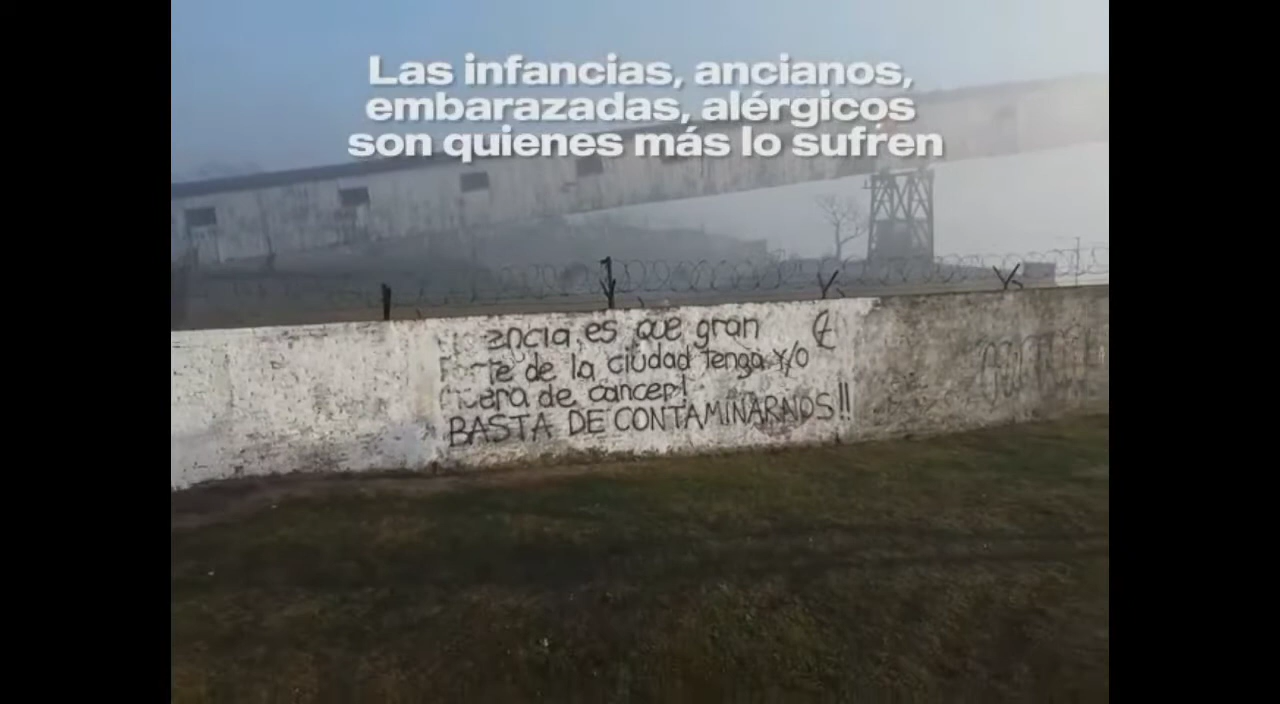 Las infancias, ancianos,
embarazadas, alérgicos
son quienes más lo sufren
es que gran
de la ciudad tenga y/o
de cancer!
BASTA DE CONTAMINARNOS!!